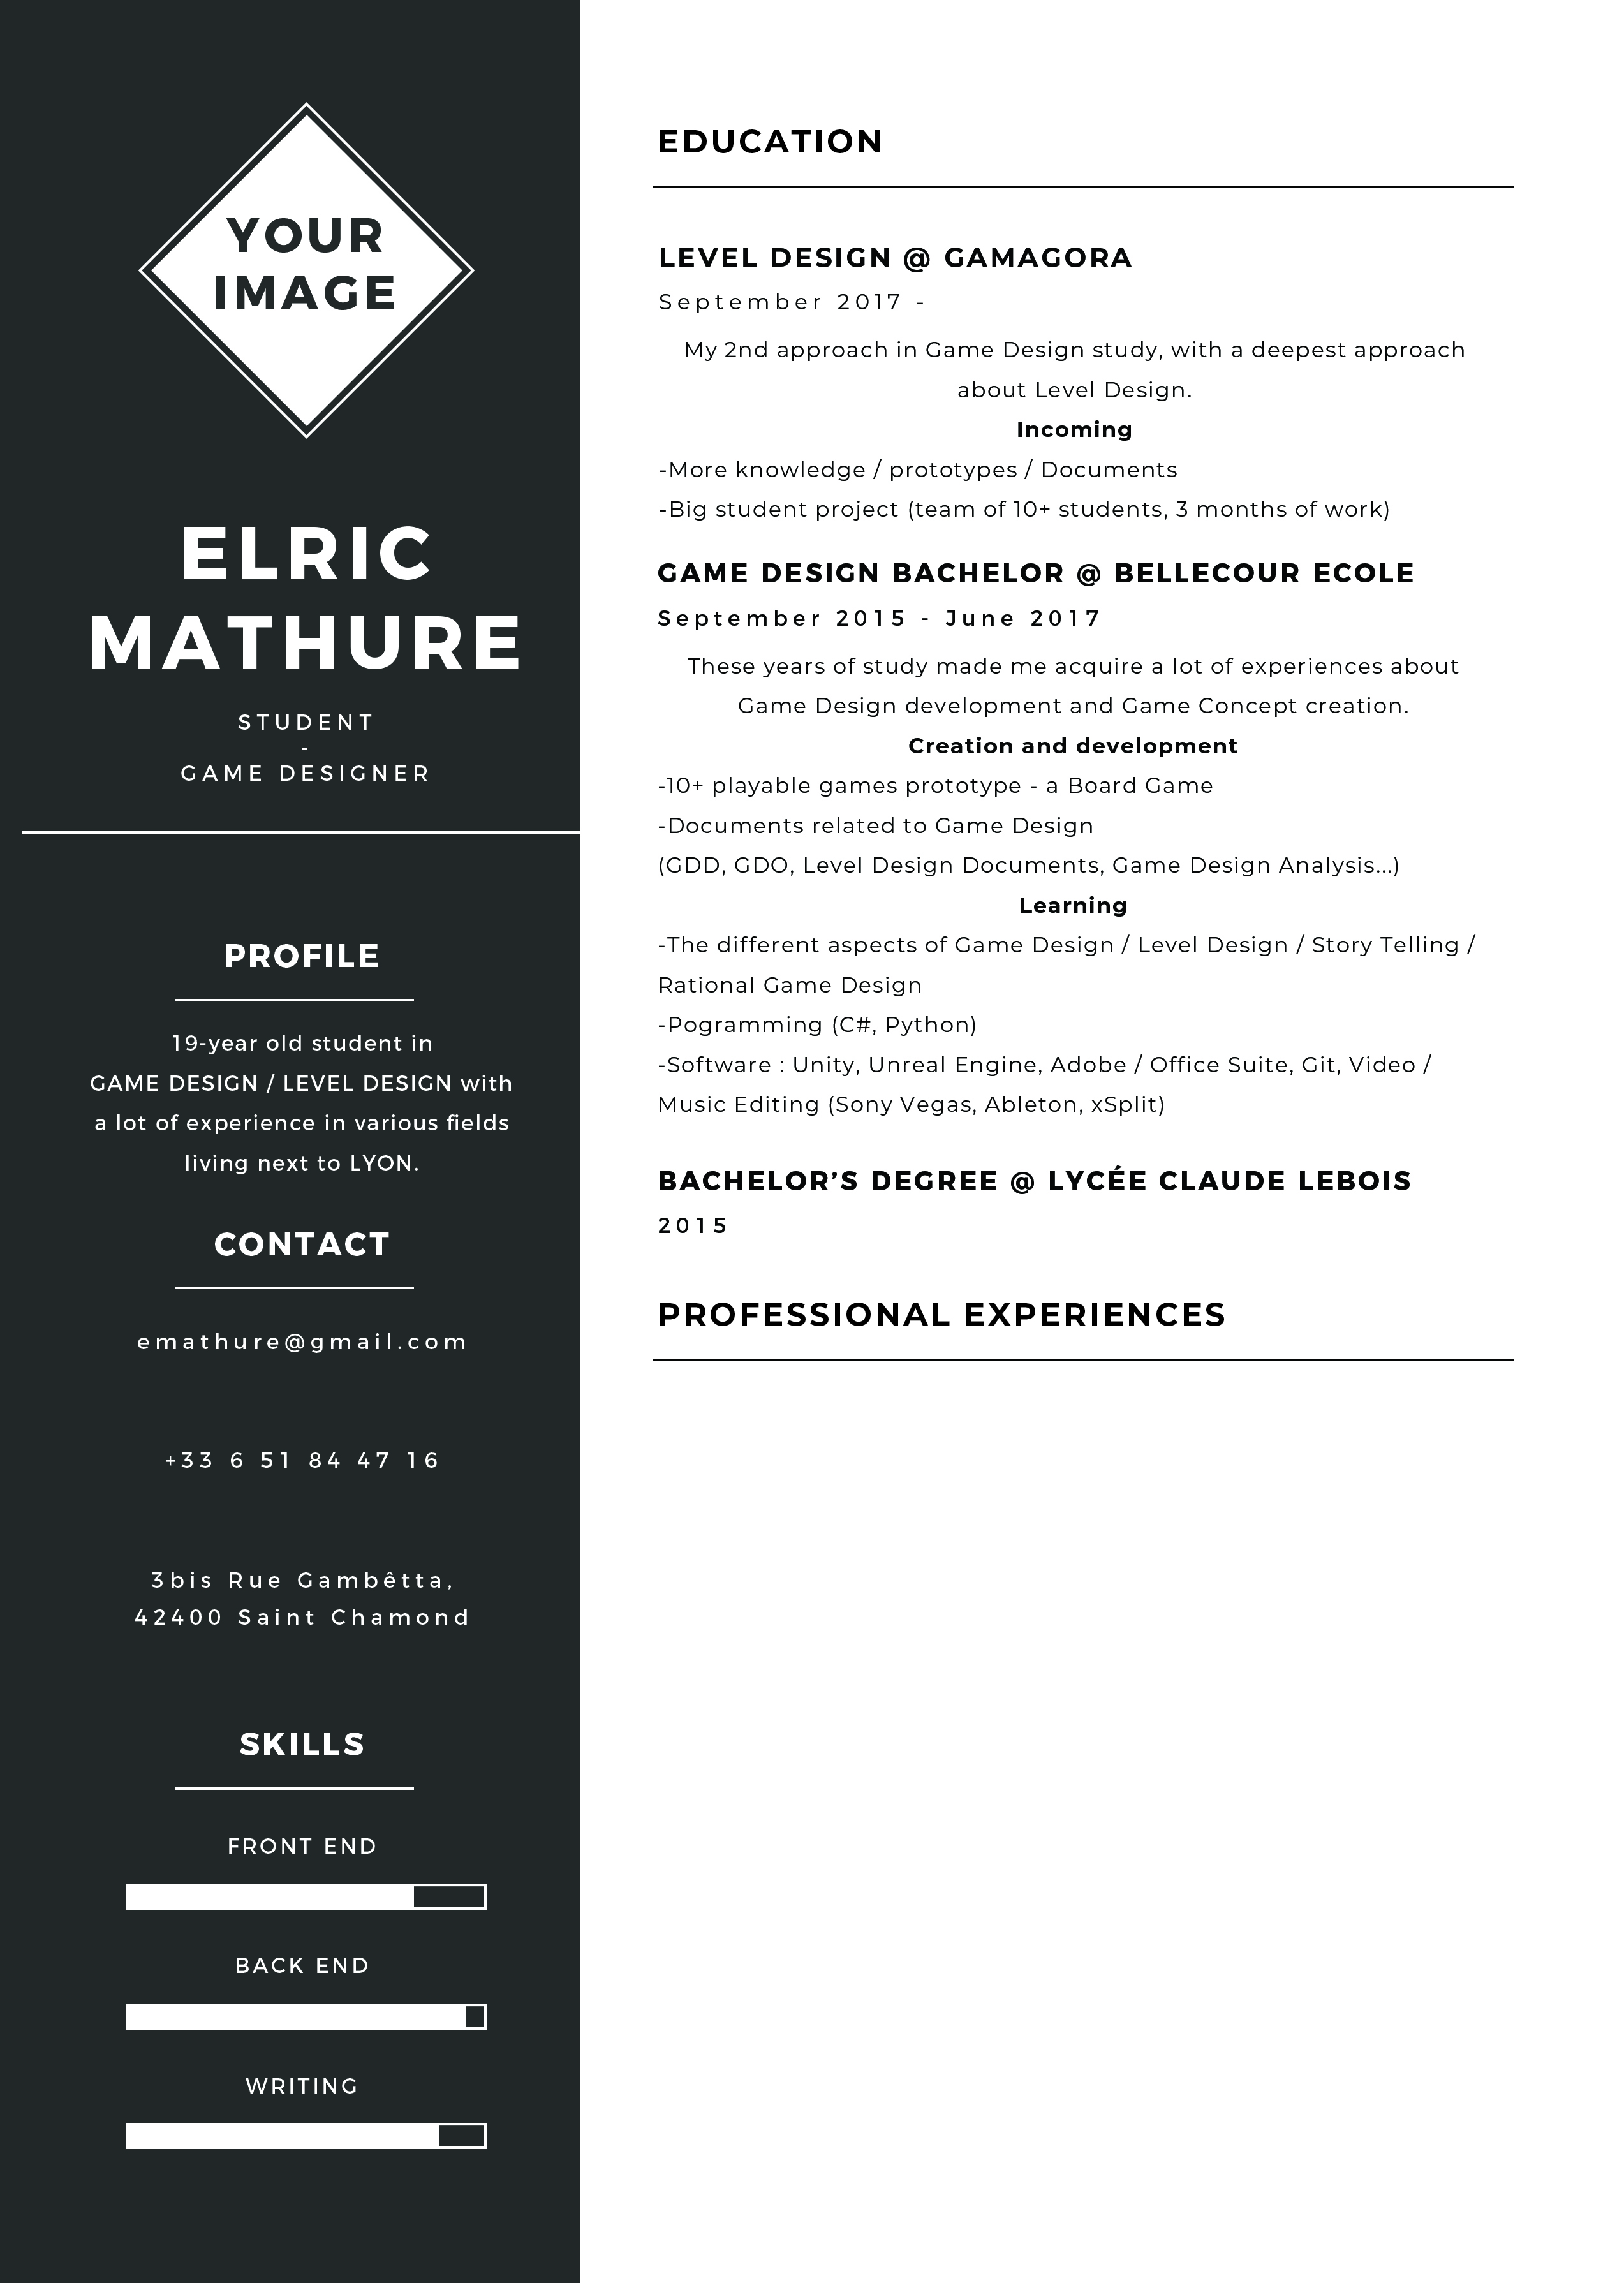 YOUR
IMAGE
ELRIC
MATHURE
STUDENT
-
GAME DESIGNER
PROFILE
19-year old student in
GAME DESIGN / LEVEL DESIGN with
a lot of experience in various fields
living next to LYON.
CONTACT
emathure@gmail.com
+33 6 51 84 47 16
3bis Rue Gambêtta,
42400 Saint Chamond
SKILLS
FRONT END
BACK END
WRITING
EDUCATION
LEVEL DESIGN @ GAMAGORA
September 2017 -
My 2nd approach in Game Design study, with a deepest approach
about Level Design.
Incoming
-More knowledge / prototypes / Documents
-Big student project (team of 10+ students, 3 months of work)
GAME DESIGN BACHELOR @ BELLECOUR ECOLE
September 2015 - June 2017
These years of study made me acquire a lot of experiences about
Game Design development and Game Concept creation.
Creation and development
-10+ playable games prototype - a Board Game
-Documents related to Game Design
(GDD, GDO, Level Design Documents, Game Design Analysis...)
Learning
-The different aspects of Game Design / Level Design / Story Telling /
Rational Game Design
-Pogramming (C#, Python)
-Software : Unity, Unreal Engine, Adobe / Office Suite, Git, Video /
Music Editing (Sony Vegas, Ableton, xSplit)
BACHELOR’S DEGREE @ LYCÉE CLAUDE LEBOIS
2015
PROFESSIONAL EXPERIENCES